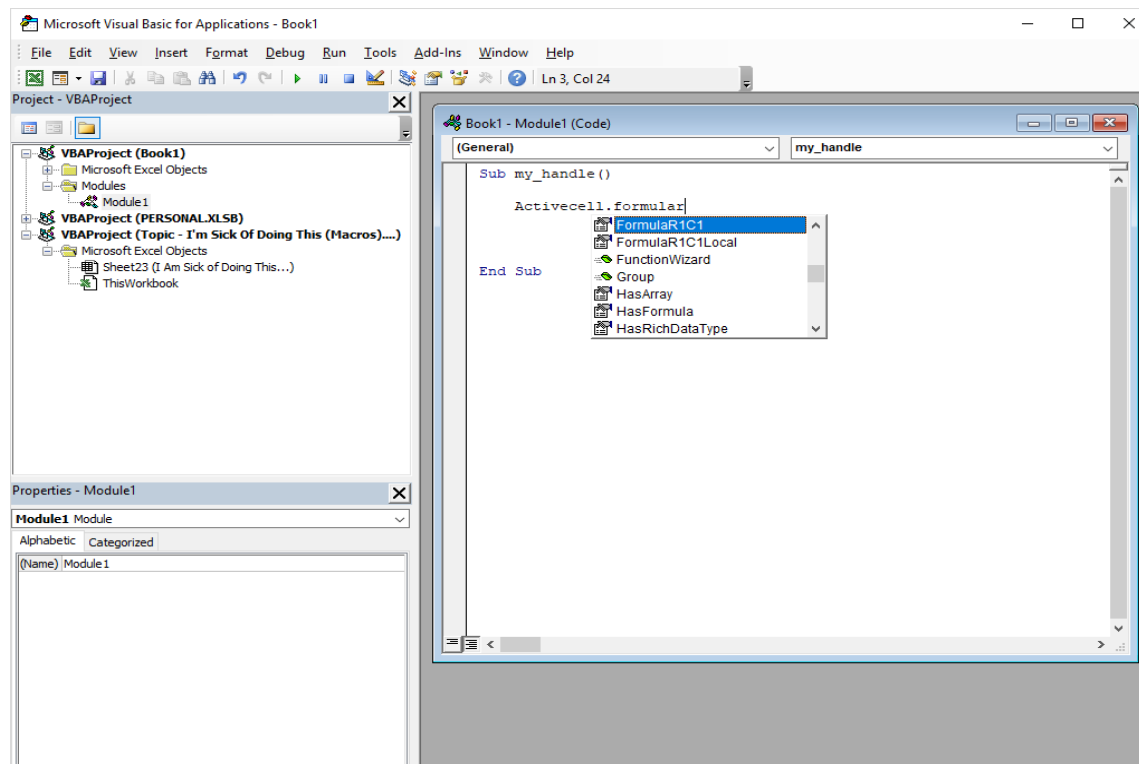 Microsoft Visual Basic for Applications - Book1
File Edit View Insert Format Debug Run Tools Add-Ins Window Help
Ln 3, Col 24
Project - VBAProject
VBAProject (Book1)
Microsoft Excel Objects
Modules
Module1
VBAProject (PERSONAL.XLSB)
VBAProject (Topic - I'm Sick Of Doing This (Macros)....)
Microsoft Excel Objects
Sheet23 (I Am Sick of Doing This...)
ThisWorkbook
Properties - Module1
Module1 Module
Alphabetic Categorized
(Name) Module1
Book1 - Module1 (Code)
(General) my_handle
Sub my_handle()
Activecell.formular
FormulaR1C1
FormulaR1C1Local
FunctionWizard
Group
HasArray
HasFormula
HasRichDataType
End Sub